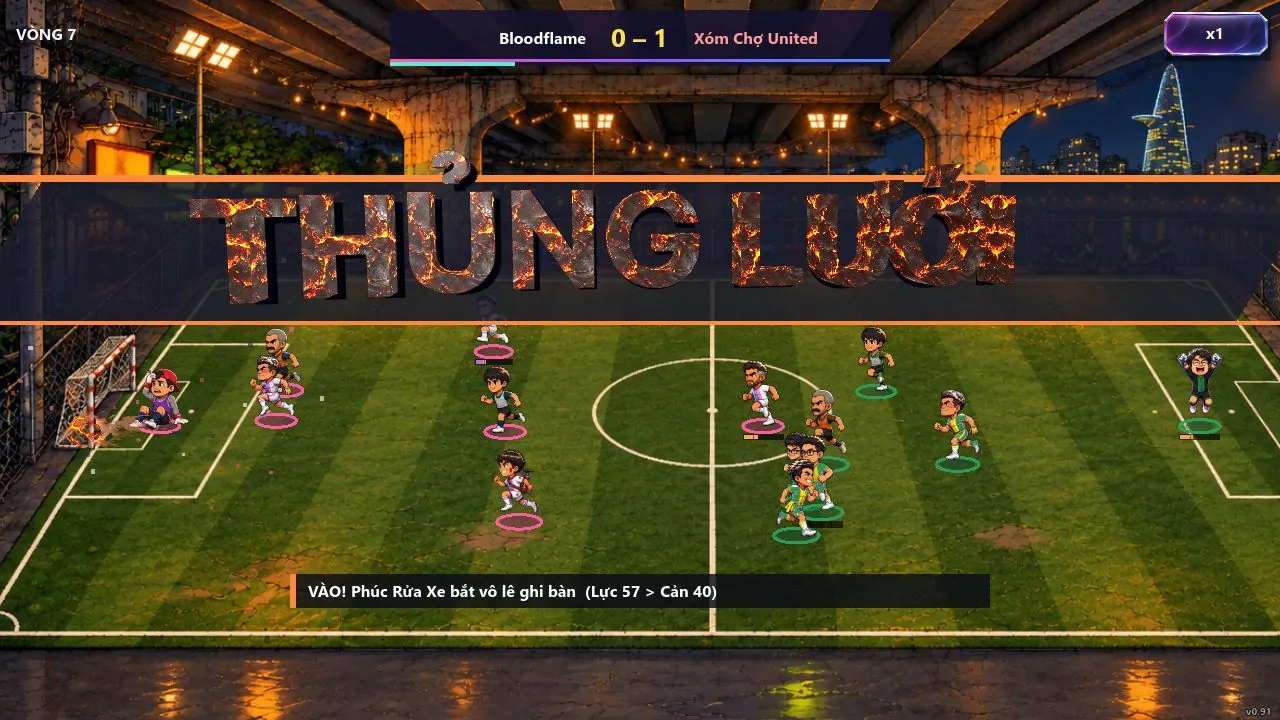 VÒNG 7
Bloodflame 0 – 1 Xóm Chợ United
x1
THỦNG LƯỚI
VÀO! Phúc Rửa Xe bắt vô lê ghi bàn (Lực 57 > Cản 40)
v0.91